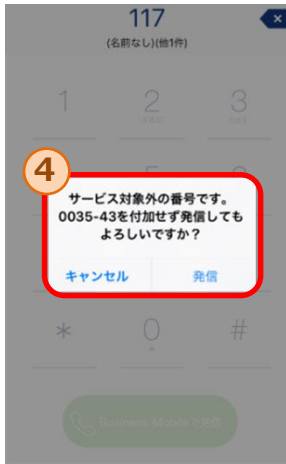 117
(名前なし)(他1件)
1
2
3
ABC
DEF
4
サービス対象外の番号です。
0035-43を付加せず発信しても
よろしいですか？
キャンセル
発信
*
0
#
+
Business Mobileで発信